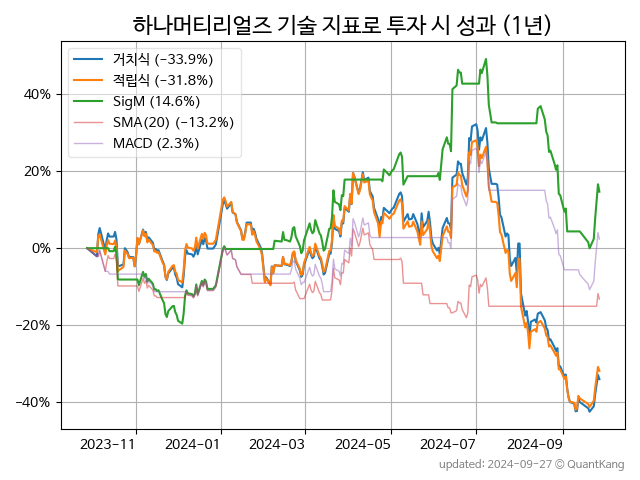 하나머티리얼즈 기술 지표로 투자 시 성과 (1년)
거치식 (-33.9%)
적립식 (-31.8%)
SigM (14.6%)
SMA(20) (-13.2%)
MACD (2.3%)
40%
20%
0%
-20%
-40%
2023-11 2024-01 2024-03 2024-05 2024-07 2024-09
updated: 2024-09-27 © QuantKang